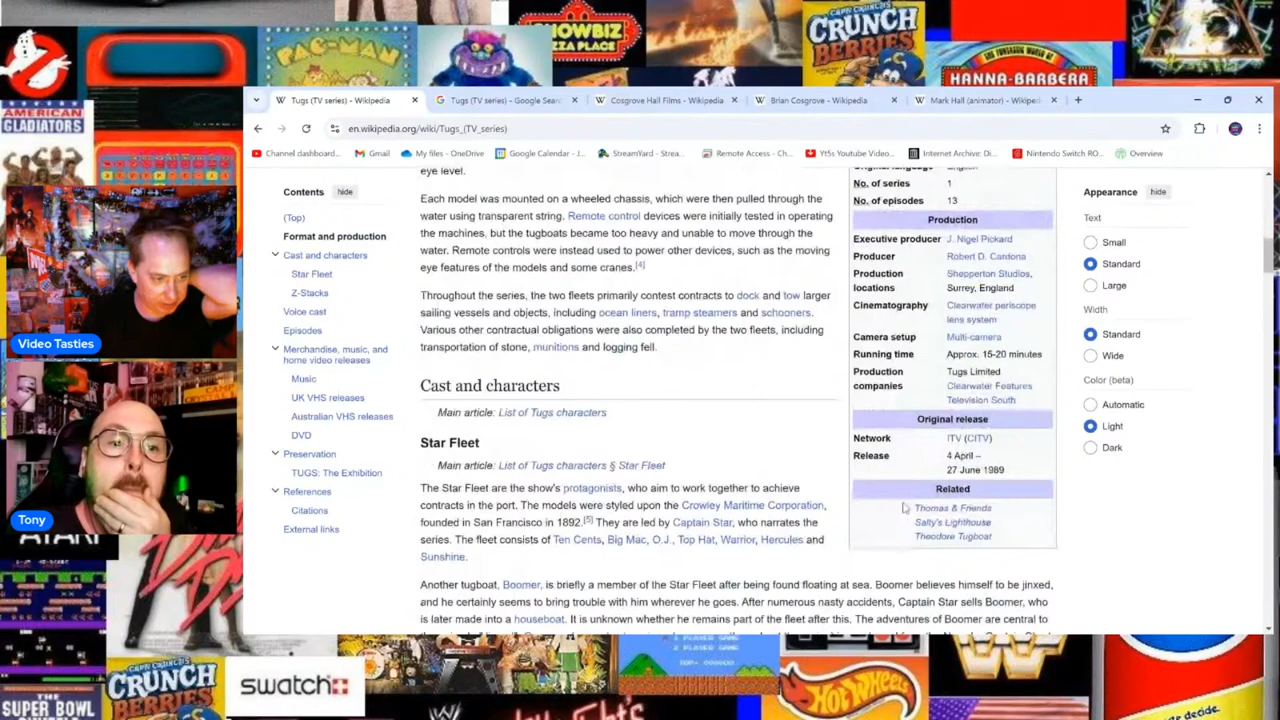 PAC-MAN
SHOWBIZ
PIZZA PLACE
CRUNCH
BERRIES
HANNA-BARBERA
AMERICAN
GLADIATORS
Tugs (TV series) - Wikipedia
Tugs (TV series) - Google Sear
Cosgrove Hall Films - Wikipedia
Brian Cosgrove - Wikipedia
Mark Hall (animator) - Wikiped
en.wikipedia.org/wiki/Tugs_(TV_series)
Channel dashboard...
Gmail
My files - OneDrive
Google Calendar - J...
StreamYard - Strea...
Remote Access - Ch...
Yt5s Youtube Video...
Internet Archive: Di...
Nintendo Switch RO...
Overview
Contents
hide
(Top)
Format and production
Cast and characters
Star Fleet
Z-Stacks
Voice cast
Episodes
Merchandise, music, and
home video releases
Music
UK VHS releases
Australian VHS releases
DVD
Preservation
TUGS: The Exhibition
References
Citations
External links
eye level.
Each model was mounted on a wheeled chassis, which were then pulled through the
water using transparent string. Remote control devices were initially tested in operating
the machines, but the tugboats became too heavy and unable to move through the
water. Remote controls were instead used to power other devices, such as the moving
eye features of the models and some cranes.[4]
Throughout the series, the two fleets primarily contest contracts to dock and tow larger
sailing vessels and objects, including ocean liners, tramp steamers and schooners.
Various other contractual obligations were also completed by the two fleets, including
transportation of stone, munitions and logging fell.
Cast and characters
Main article: List of Tugs characters
Star Fleet
Main article: List of Tugs characters § Star Fleet
The Star Fleet are the show's protagonists, who aim to work together to achieve
contracts in the port. The models were styled upon the Crowley Maritime Corporation,
founded in San Francisco in 1892.[5] They are led by Captain Star, who narrates the
series. The fleet consists of Ten Cents, Big Mac, O.J., Top Hat, Warrior, Hercules and
Sunshine.
Another tugboat, Boomer, is briefly a member of the Star Fleet after being found floating at sea. Boomer believes himself to be jinxed,
and he certainly seems to bring trouble with him wherever he goes. After numerous nasty accidents, Captain Star sells Boomer, who
is later made into a houseboat. It is unknown whether he remains part of the fleet after this. The adventures of Boomer are central to
Original language English
No. of series 1
No. of episodes 13
Production
Executive producer J. Nigel Pickard
Producer Robert D. Cardona
Production Shepperton Studios,
locations Surrey, England
Cinematography Clearwater periscope
lens system
Camera setup Multi-camera
Running time Approx. 15-20 minutes
Production Tugs Limited
companies Clearwater Features
Television South
Original release
Network ITV (CITV)
Release 4 April –
27 June 1989
Related
Thomas & Friends
Salty's Lighthouse
Theodore Tugboat
Appearance
hide
Text
Small
Standard
Large
Width
Standard
Wide
Color (beta)
Automatic
Light
Dark
Video Tasties
Tony
ATARI
CAP'N CRUNCH'S
CRUNCH
BERRIES
THE
SUPER BOWL
swatch
1 PLAYER GAME
2 PLAYER GAME
HOT WHEELS